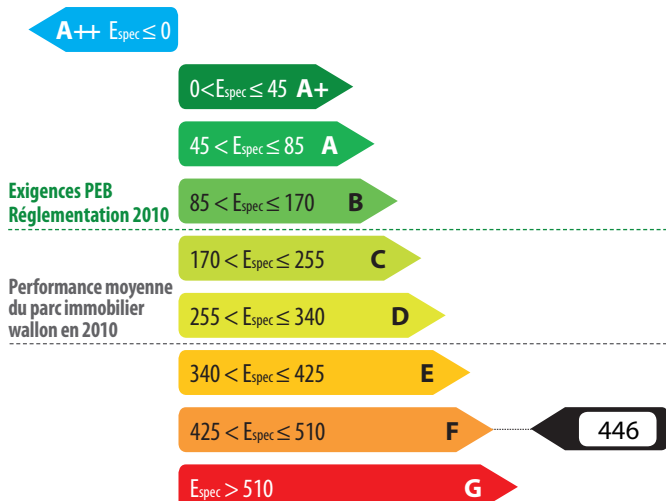 A++ Espec ≤ 0
0<Espec ≤ 45 A+
45 < Espec ≤ 85 A
Exigences PEB
Réglementation 2010
85 < Espec ≤ 170 B
170 < Espec ≤ 255 C
Performance moyenne
du parc immobilier
wallon en 2010
255 < Espec ≤ 340 D
340 < Espec ≤ 425 E
425 < Espec ≤ 510 F
446
Espec > 510 G